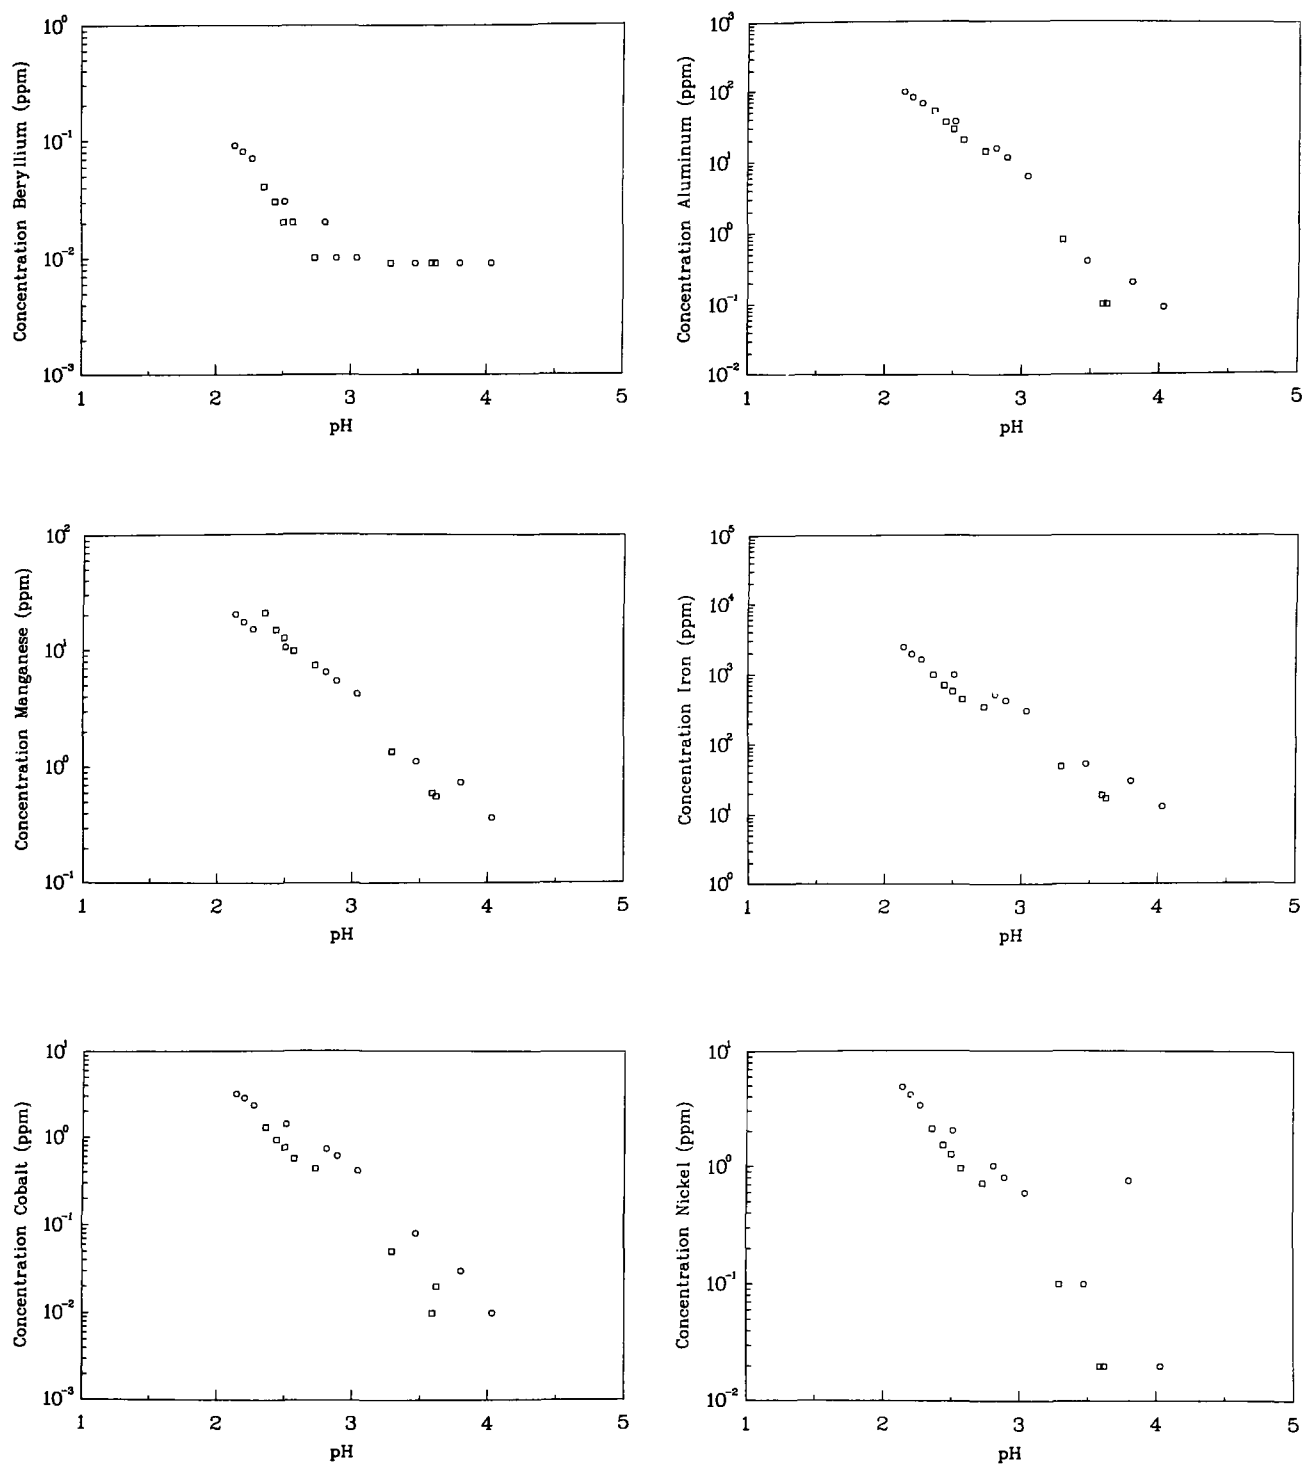 Concentration Beryllium (ppm)
10⁰
10⁻¹
10⁻²
10⁻³
1 2 3 4 5
pH
Concentration Aluminum (ppm)
10³
10²
10¹
10⁰
10⁻¹
10⁻²
1 2 3 4 5
pH
Concentration Manganese (ppm)
10²
10¹
10⁰
10⁻¹
1 2 3 4 5
pH
Concentration Iron (ppm)
10⁵
10⁴
10³
10²
10¹
10⁰
1 2 3 4 5
pH
Concentration Cobalt (ppm)
10¹
10⁰
10⁻¹
10⁻²
10⁻³
1 2 3 4 5
pH
Concentration Nickel (ppm)
10¹
10⁰
10⁻¹
10⁻²
1 2 3 4 5
pH